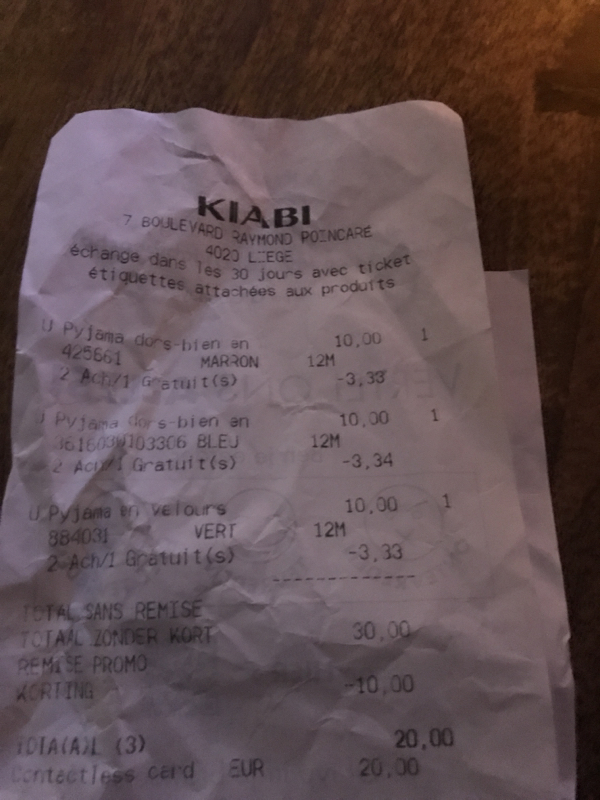 KIABI
7 BOULEVARD RAYMOND POINCARÉ
4020 LIEGE
échange dans les 30 jours avec ticket
étiquettes attachées aux produits
U Pyjama dors-bien en 10,00 1
425661 MARRON 12M
2 Ach/1 Gratuit(s) -3,33
U Pyjama dors-bien en 10,00 1
BLEU 12M
2 Ach/1 Gratuit(s) -3,34
U Pyjama en velours 10,00 1
884031 VERT 12M
2 Ach/1 Gratuit(s) -3,33
TOTAL SANS REMISE
TOTAAL ZONDER KORT 30,00
REMISE PROMO
KORTING -10,00
TOTA(A)L (3) 20,00
Contactless card EUR 20,00